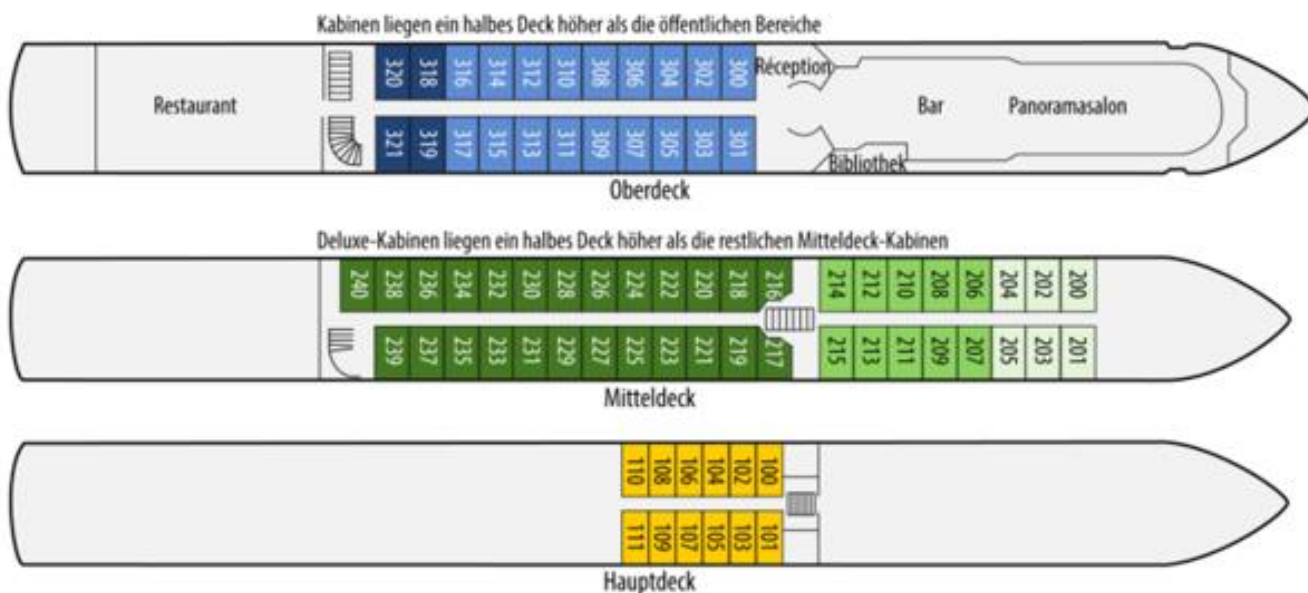 Kabinen liegen ein halbes Deck höher als die öffentlichen Bereiche
320 318 316 314 312 310 308 306 304 302 300
Réception
Restaurant
Bar
Panoramasalon
321 319 317 315 313 311 309 307 305 303 301
Bibliothek
Oberdeck
Deluxe-Kabinen liegen ein halbes Deck höher als die restlichen Mitteldeck-Kabinen
240 238 236 234 232 230 228 226 224 222 220 218 216 214 212 210 208 206 204 202 200
239 237 235 233 231 229 227 225 223 221 219 217 215 213 211 209 207 205 203 201
Mitteldeck
110 108 106 104 102 100
111 109 107 105 103 101
Hauptdeck